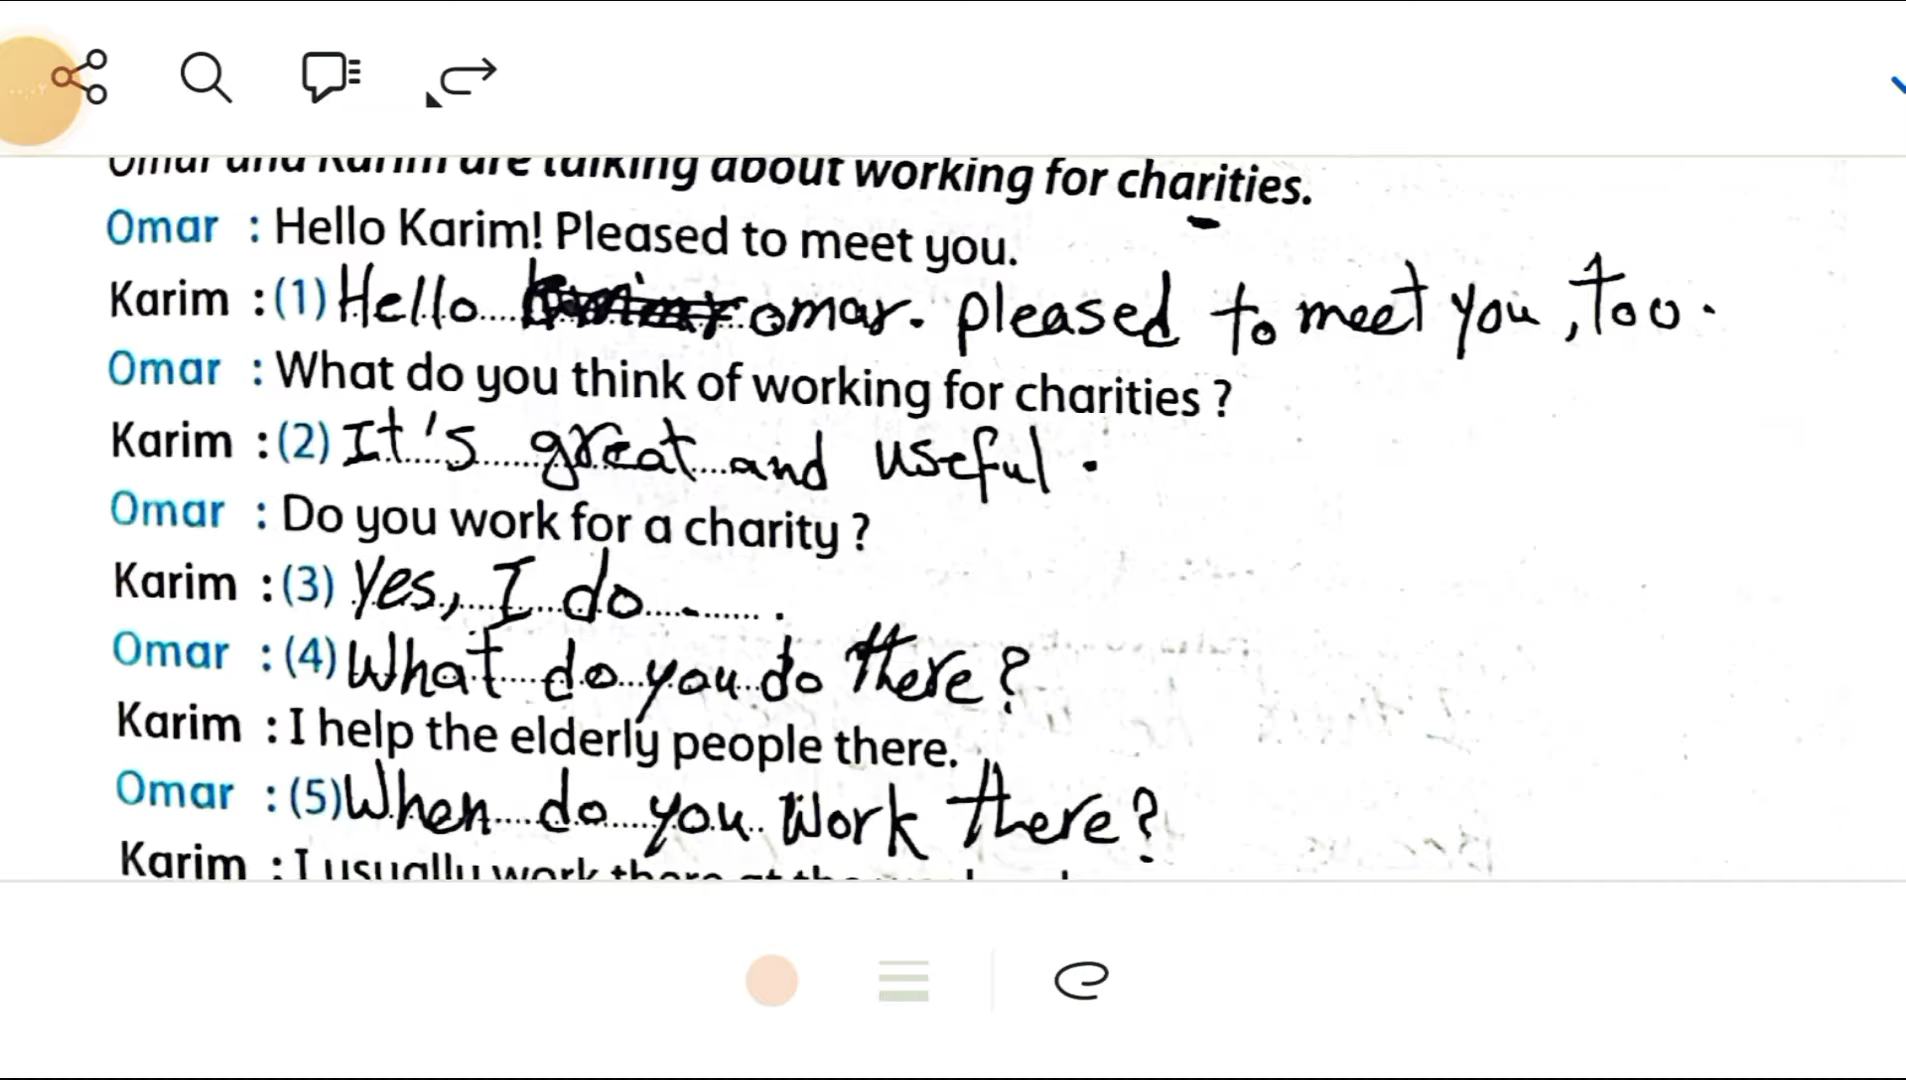 Omar and Karim are talking about working for charities.
Omar : Hello Karim! Pleased to meet you.
Karim : (1) Hello omar. pleased to meet you, too.
Omar : What do you think of working for charities ?
Karim : (2) It's great and useful.
Omar : Do you work for a charity ?
Karim : (3) Yes, I do
Omar : (4) What do you do there?
Karim : I help the elderly people there.
Omar : (5) When do you work there?
Karim : I usually work there at the